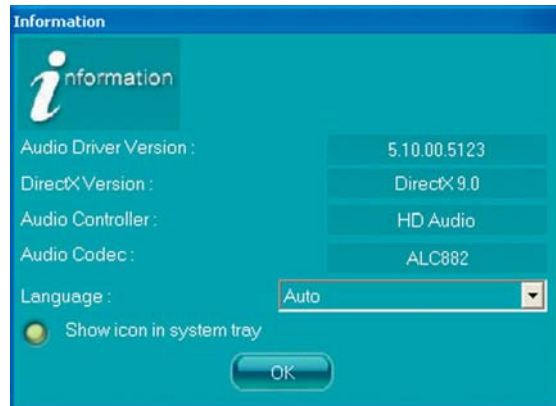 Information
information
Audio Driver Version : 5.10.00.5123
DirectX Version : DirectX 9.0
Audio Controller : HD Audio
Audio Codec : ALC882
Language : Auto
Show icon in system tray
OK